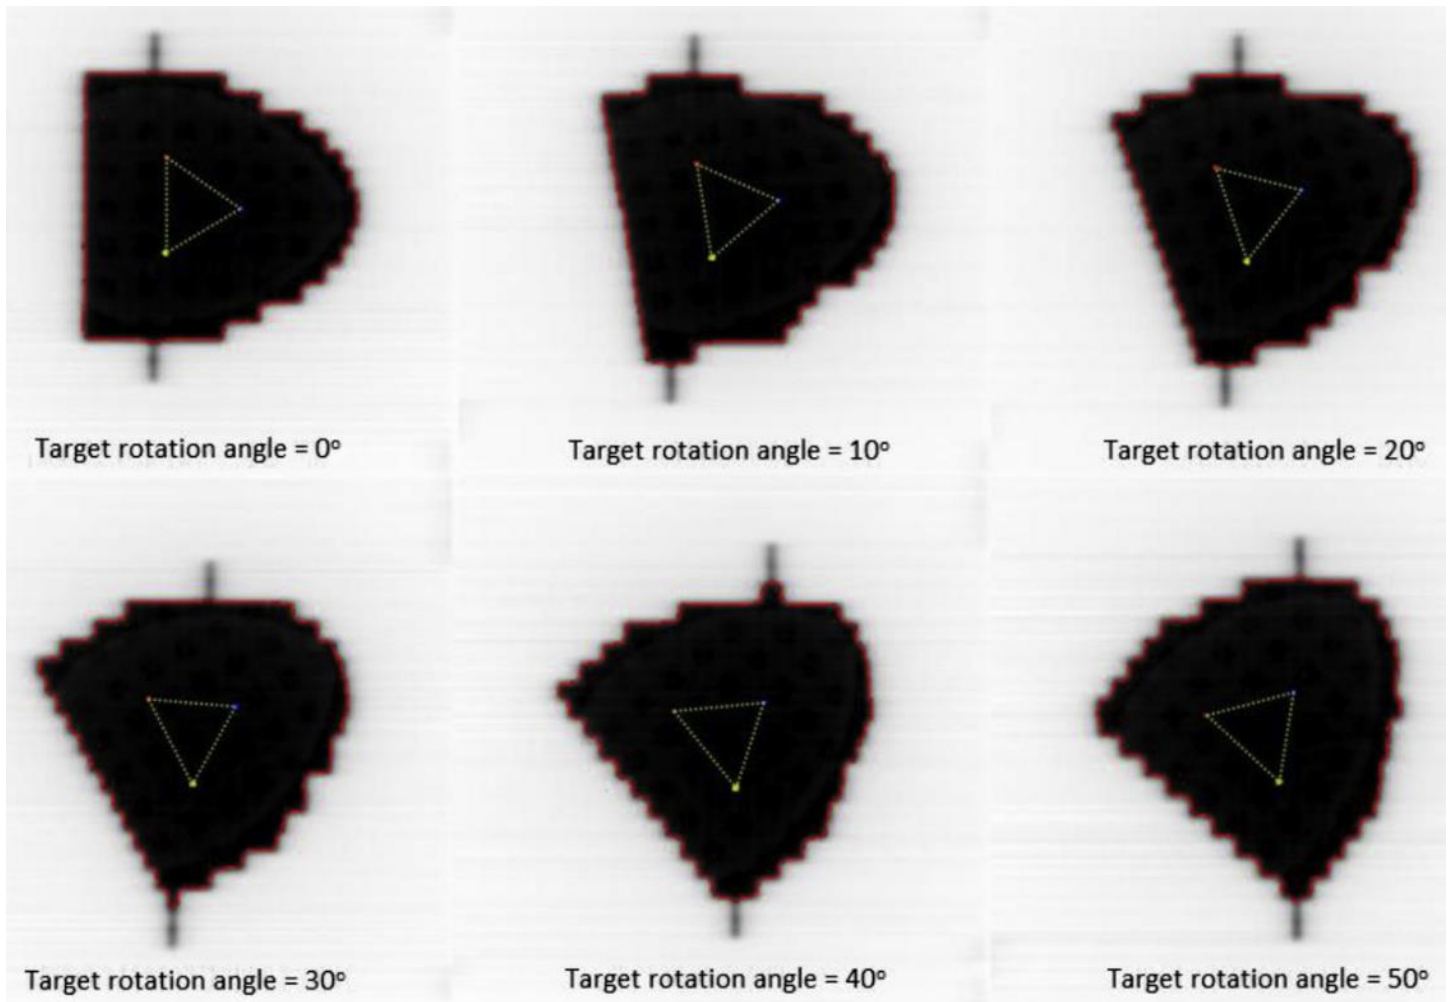 Target rotation angle = 0°
Target rotation angle = 10°
Target rotation angle = 20°
Target rotation angle = 30°
Target rotation angle = 40°
Target rotation angle = 50°